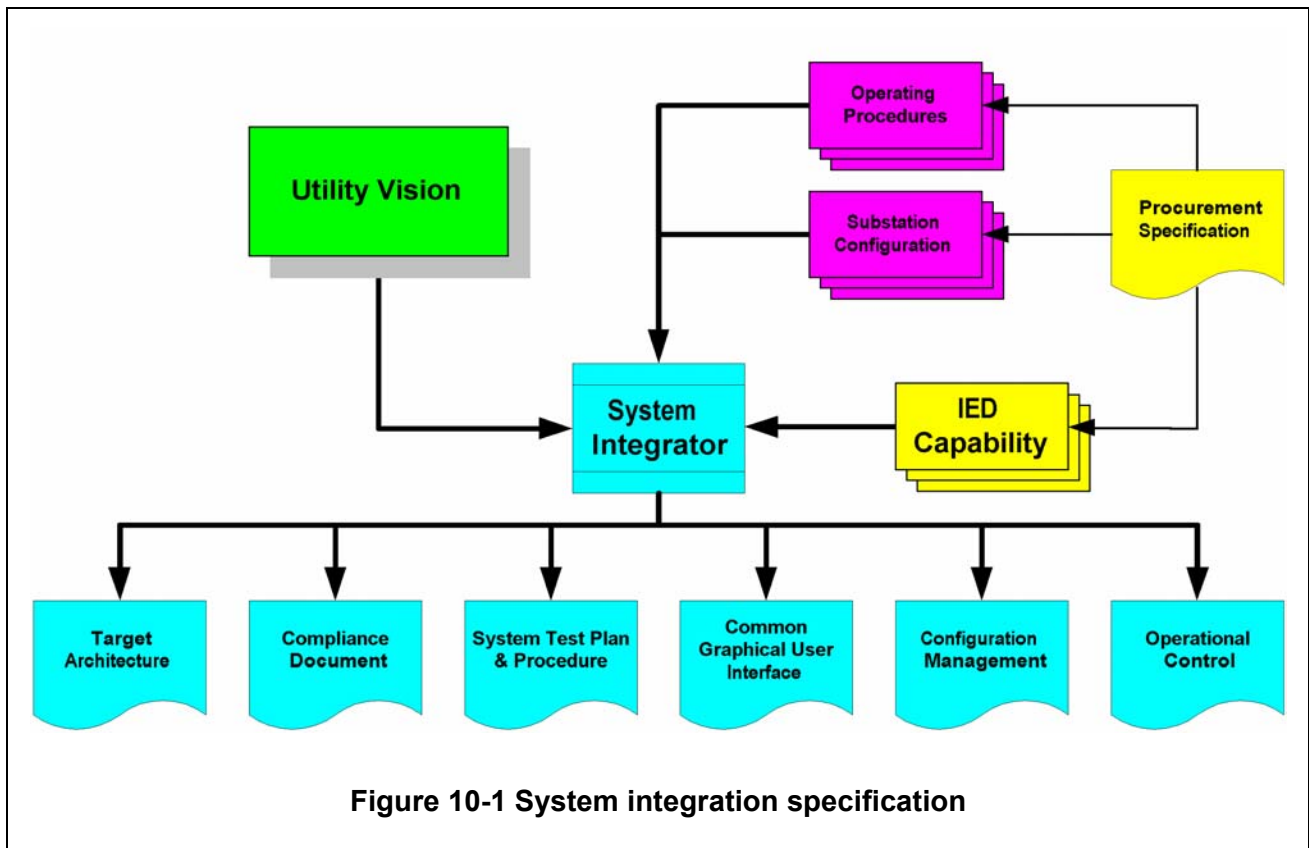 Operating
Procedures
Utility Vision
Substation
Configuration
Procurement
Specification
System
Integrator
IED
Capability
Target
Architecture
Compliance
Document
System Test Plan
& Procedure
Common
Graphical User
Interface
Configuration
Management
Operational
Control
Figure 10-1 System integration specification